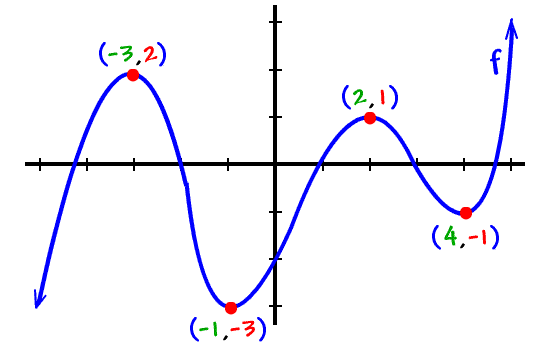 (-3,2)
f
(2,1)
(4,-1)
(-1,-3)